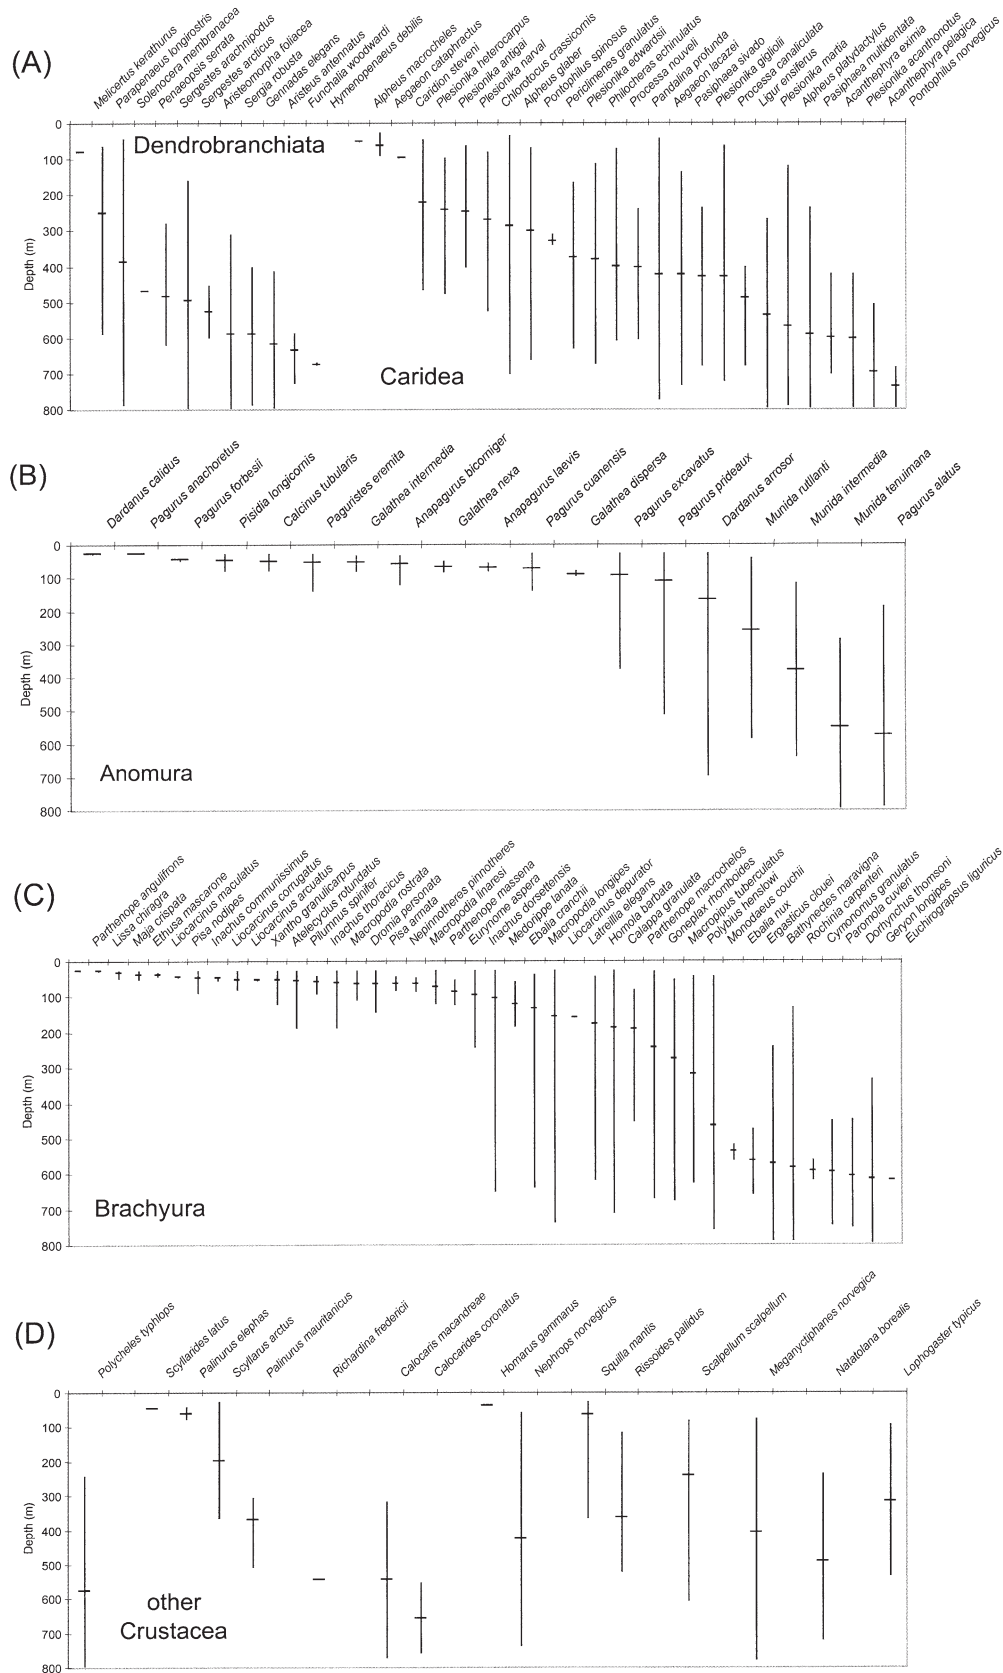 (A)
Melicertus kerathurus
Parapenaeus longirostris
Solenocera membranacea
Penaeopsis serrata
Sergestes arachnipodus
Sergestes arcticus
Aristeomorpha foliacea
Sergia robusta
Gennadas elegans
Aristeus antennatus
Funchalia woodwardi
Hymenopenaeus debilis
Alpheus macrocheles
Aegaeon cataphractus
Caridion steveni
Plesionika heterocarpus
Plesionika antigai
Plesionika narval
Chlorotocus crassicornis
Alpheus glaber
Pontophilus spinosus
Periclimenes granulatus
Plesionika edwardsii
Philocheras echinulatus
Processa nouveli
Pandalina profunda
Aegaeon lacazei
Pasiphaea sivado
Plesionika gigliolii
Processa canaliculata
Ligur ensiferus
Plesionika martia
Alpheus platydactylus
Pasiphaea multidentata
Acanthephyra eximia
Plesionika acanthonotus
Acanthephyra pelagica
Pontophilus norvegicus
0
100
200
300
400
500
600
700
800
Depth (m)
Dendrobranchiata
Caridea
(B)
Dardanus calidus
Pagurus anachoretus
Pagurus forbesii
Pisidia longicornis
Calcinus tubularis
Paguristes eremita
Galathea intermedia
Anapagurus bicorniger
Galathea nexa
Anapagurus laevis
Pagurus cuanensis
Galathea dispersa
Pagurus excavatus
Pagurus prideaux
Dardanus arrosor
Munida rutllanti
Munida intermedia
Munida tenuimana
Pagurus alatus
0
100
200
300
400
500
600
700
800
Depth (m)
Anomura
(C)
Parthenope angulifrons
Lissa chiragra
Maja crispata
Ethusa mascarone
Liocarcinus maculatus
Pisa nodipes
Inachus communissimus
Liocarcinus corrugatus
Liocarcinus arcuatus
Xantho granulicarpus
Atelecyclus rotundatus
Pilumnus spinifer
Inachus thoracicus
Macropodia rostrata
Dromia personata
Pisa armata
Nepinnotheres pinnotheres
Macropodia linaresi
Parthenope massena
Eurynome aspera
Inachus dorsettensis
Medorippe lanata
Ebalia cranchii
Macropodia longipes
Liocarcinus depurator
Latreillia elegans
Homola barbata
Calappa granulata
Parthenope macrochelos
Goneplax rhomboides
Macropipus tuberculatus
Polybius henslowi
Monodaeus couchii
Ebalia nux
Ergasticus clouei
Bathynectes maravigna
Rochinia carpenteri
Cymonomus granulatus
Paromola cuvieri
Dorhynchus thomsoni
Geryon longipes
Euchirograpsus liguricus
0
100
200
300
400
500
600
700
800
Depth (m)
Brachyura
(D)
Polycheles typhlops
Scyllarides latus
Palinurus elephas
Scyllarus arctus
Palinurus mauritanicus
Richardina fredericii
Calocaris macandreae
Calocarides coronatus
Homarus gammarus
Nephrops norvegicus
Squilla mantis
Rissoides pallidus
Scalpellum scalpellum
Meganyctiphanes norvegica
Natatolana borealis
Lophogaster typicus
0
100
200
300
400
500
600
700
800
Depth (m)
other
Crustacea